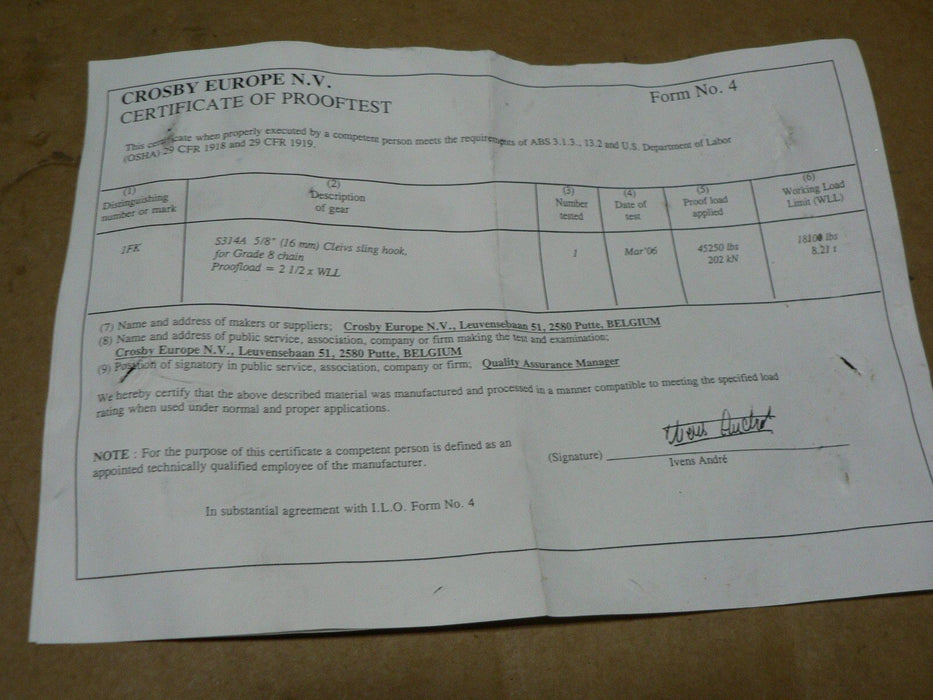 CROSBY EUROPE N.V.
CERTIFICATE OF PROOFTEST
Form No. 4
This certificate when properly executed by a competent person meets the requirements of ABS 3.1.3., 13.2 and U.S. Department of Labor
(OSHA) 29 CFR 1918 and 29 CFR 1919.
(1)
Distinguishing
number or mark
(2)
Description
of gear
(3)
Number
tested
(4)
Date of
test
(5)
Proof load
applied
(6)
Working Load
Limit (WLL)
1FK
S314A 5/8" (16 mm) Cleivs sling hook,
for Grade 8 chain
Proofload = 2 1/2 x WLL
1
Mar'06
45250 lbs
202 kN
18100 lbs
8.21 t
(7) Name and address of makers or suppliers; Crosby Europe N.V., Leuvensebaan 51, 2580 Putte, BELGIUM
(8) Name and address of public service, association, company or firm making the test and examination;
Crosby Europe N.V., Leuvensebaan 51, 2580 Putte, BELGIUM
(9) Position of signatory in public service, association, company or firm; Quality Assurance Manager
We hereby certify that the above described material was manufactured and processed in a manner compatible to meeting the specified load
rating when used under normal and proper applications.
NOTE : For the purpose of this certificate a competent person is defined as an
appointed technically qualified employee of the manufacturer.
(Signature)
Ivens André
In substantial agreement with I.L.O. Form No. 4